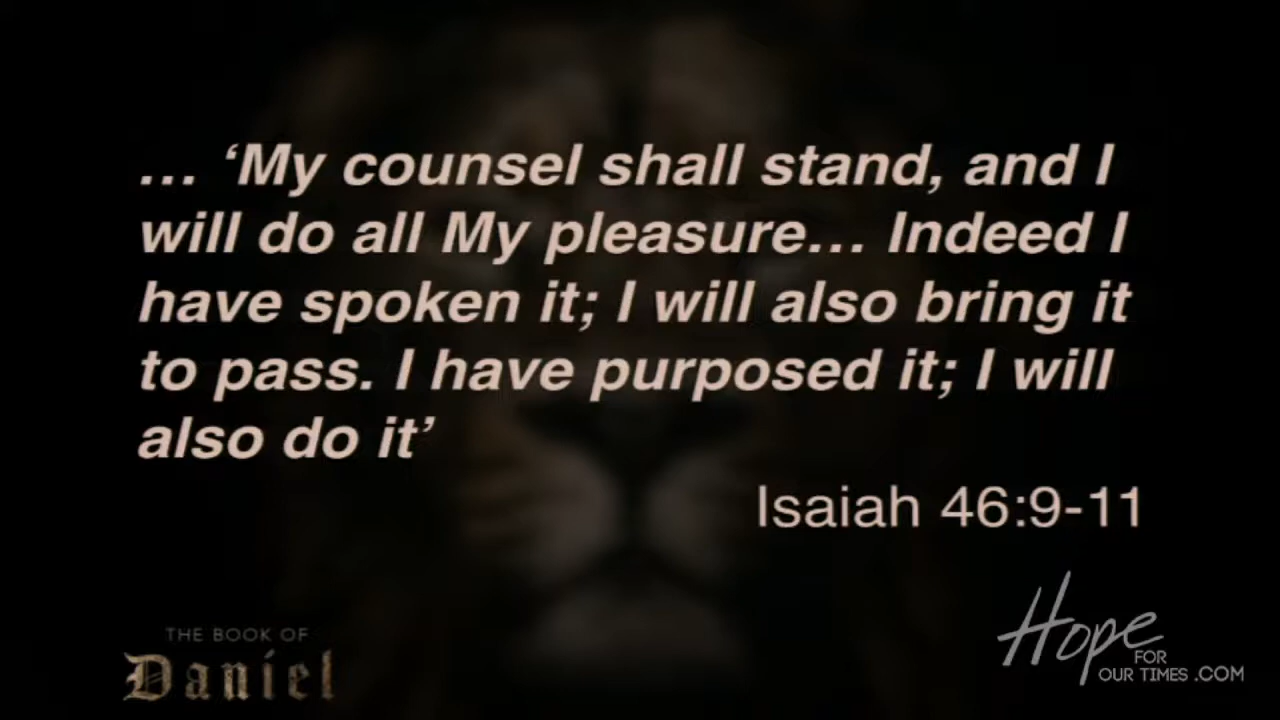 … ‘My counsel shall stand, and I
will do all My pleasure… Indeed I
have spoken it; I will also bring it
to pass. I have purposed it; I will
also do it’
Isaiah 46:9-11
THE BOOK OF
Daniel
Hope
FOR
OUR TIMES .COM